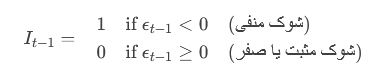 I_{t−1} = 1 if ϵ_{t−1} < 0 (شوک منفی)
0 if ϵ_{t−1} ≥ 0 (شوک مثبت یا صفر)